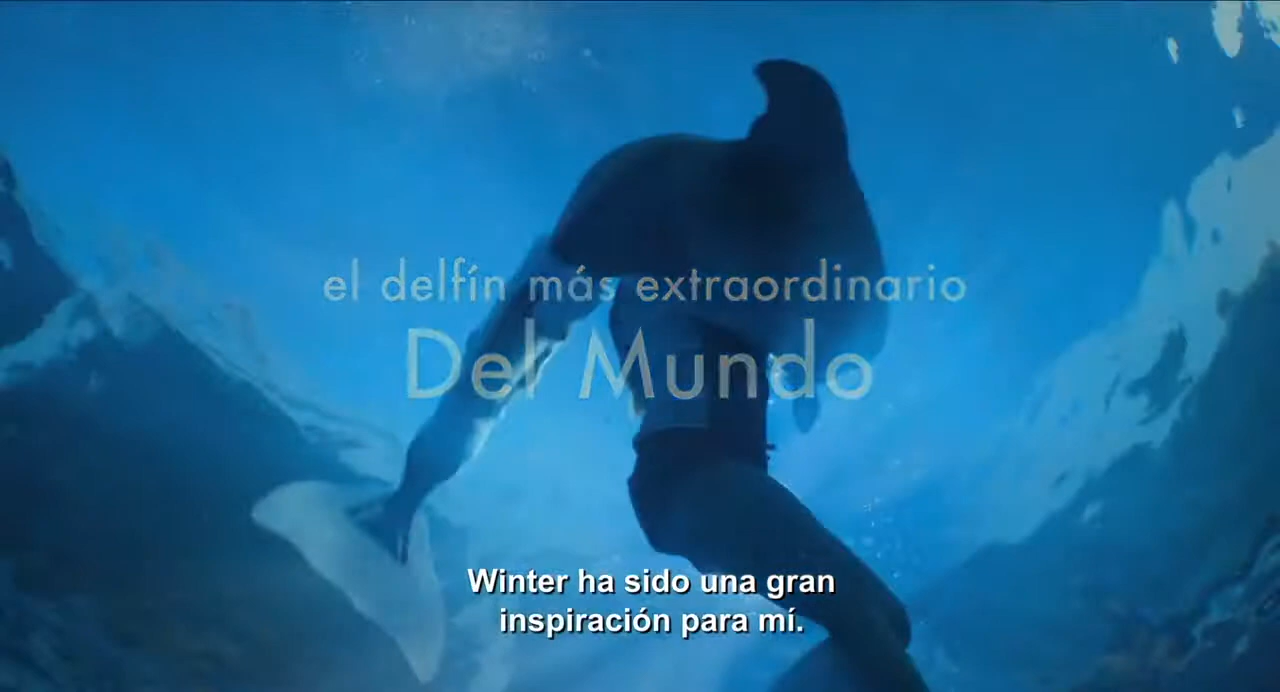 el delfín más extraordinario
Del Mundo
Winter ha sido una gran
inspiración para mí.